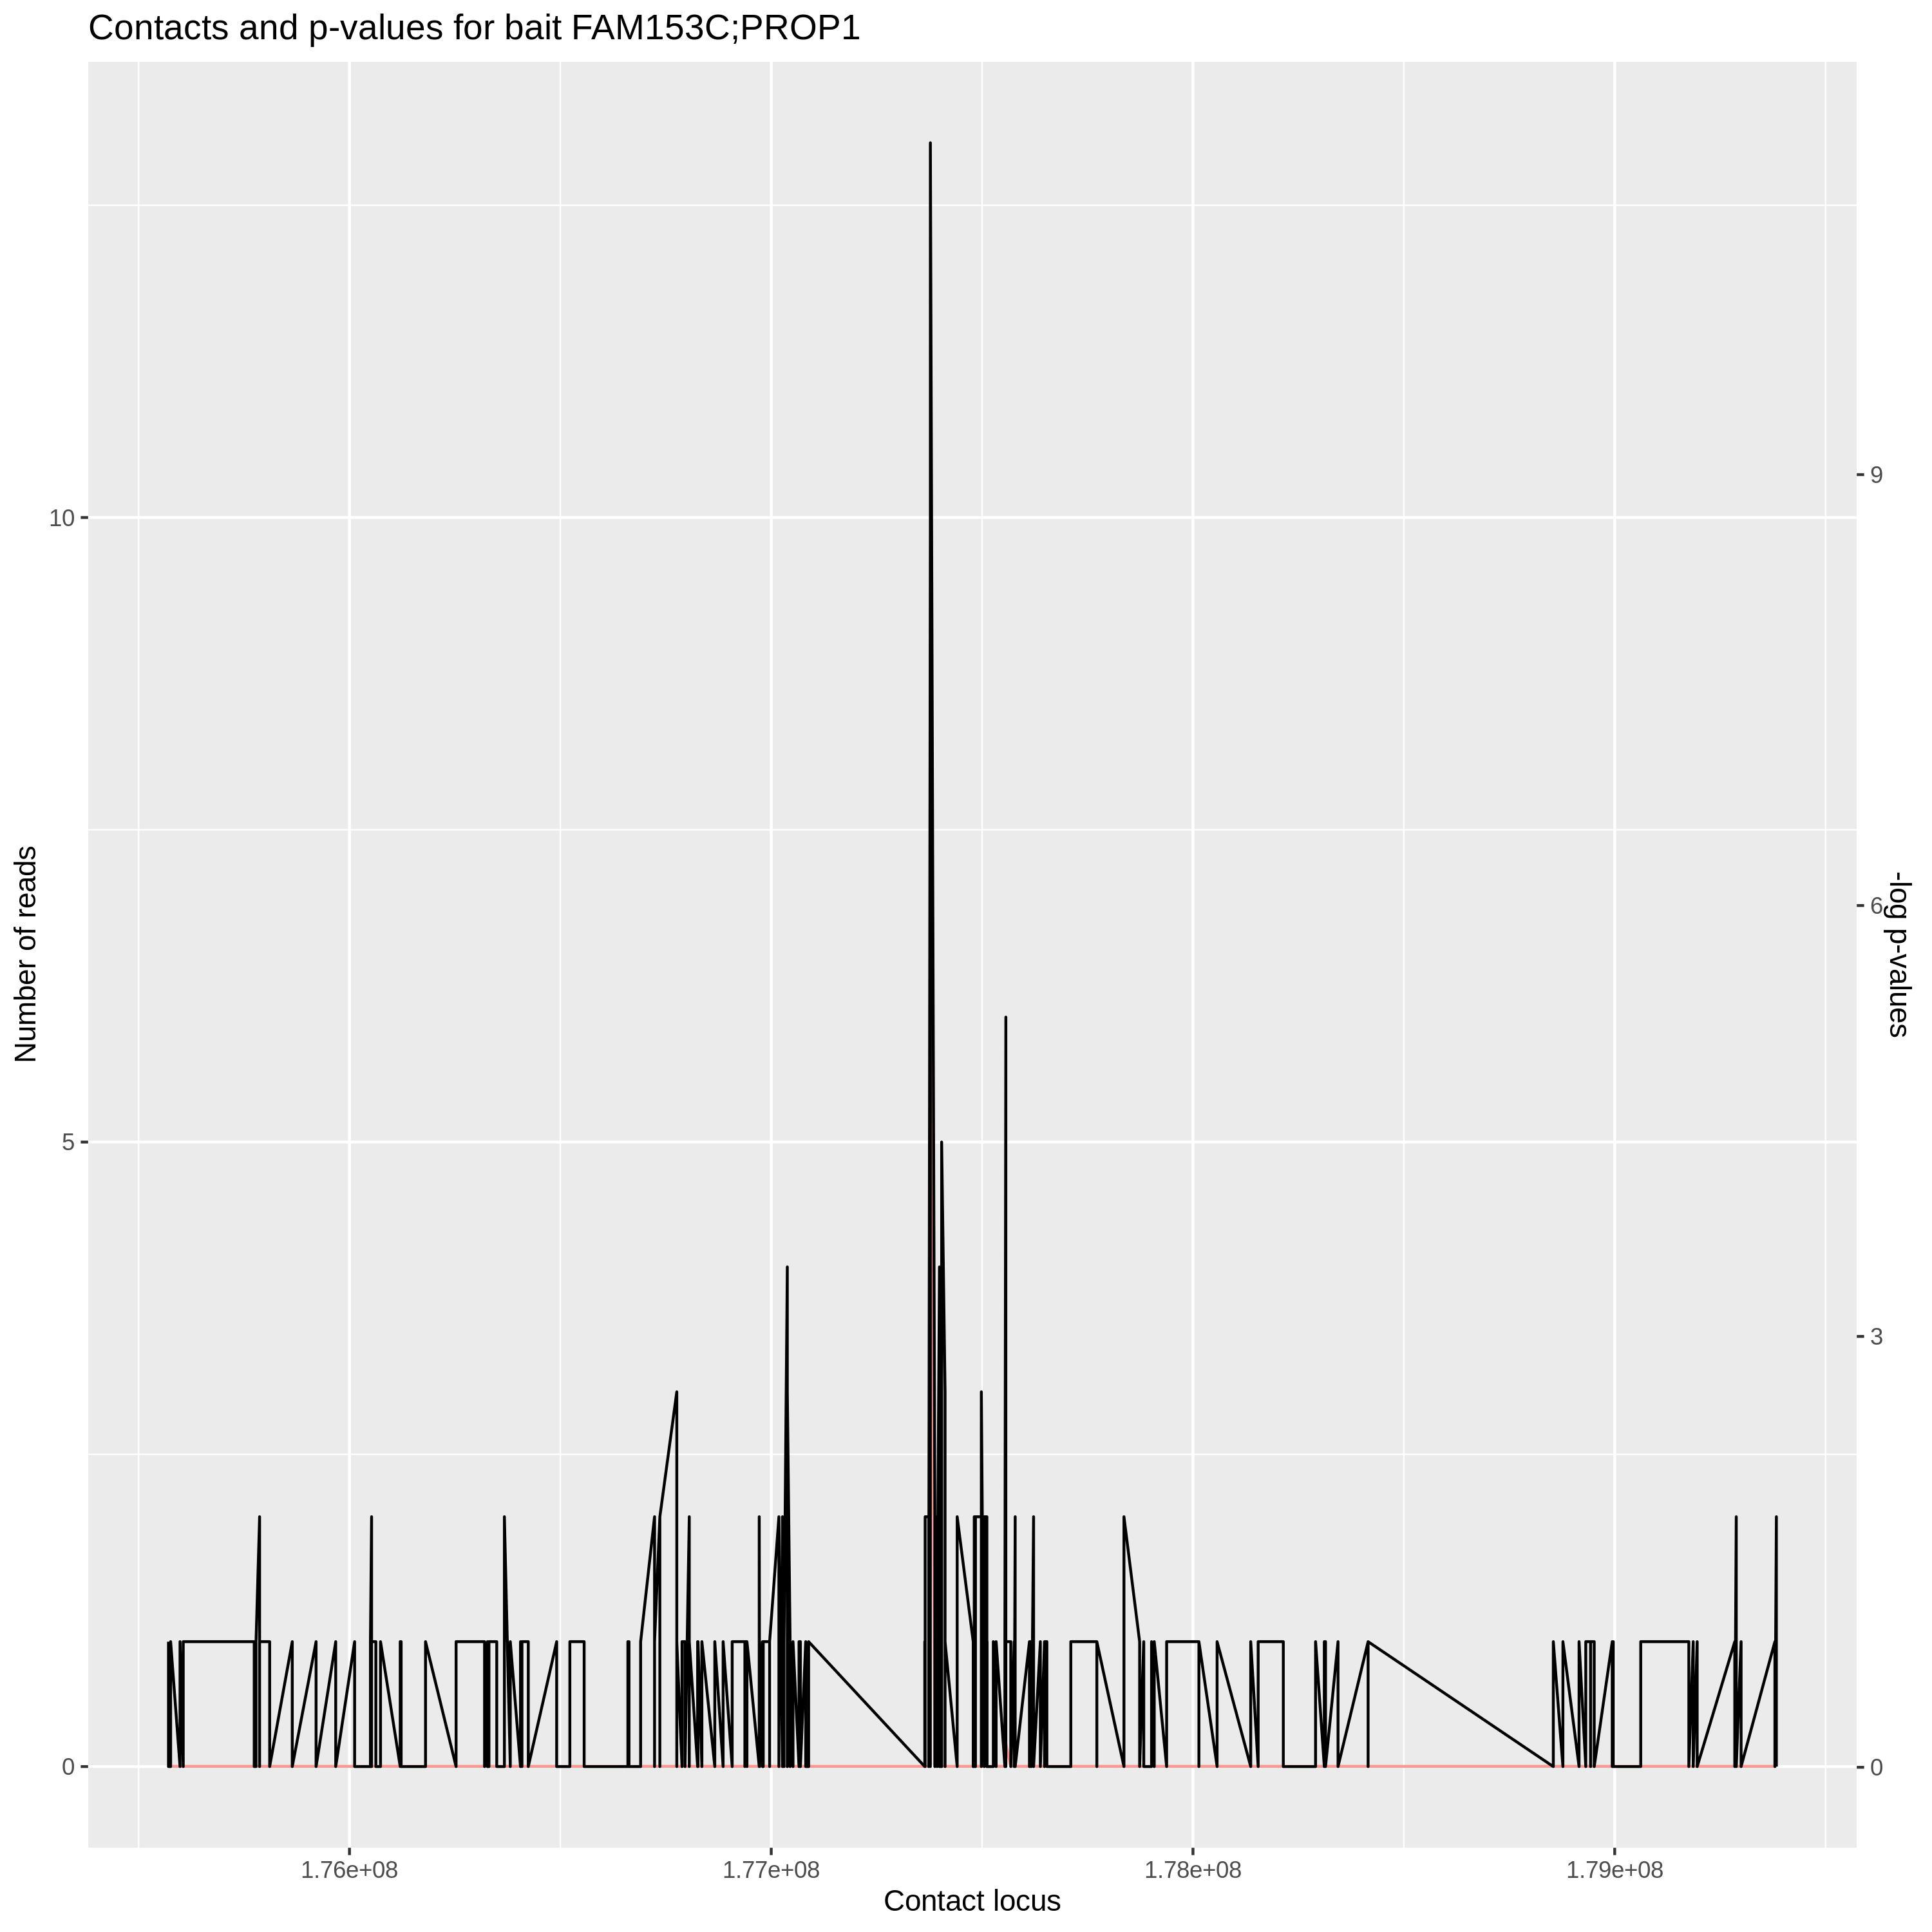 Contacts and p-values for bait FAM153C;PROP1
10
5
0
Number of reads
9
6
3
0
-log p-values
1.76e+08
1.77e+08
1.78e+08
1.79e+08
Contact locus